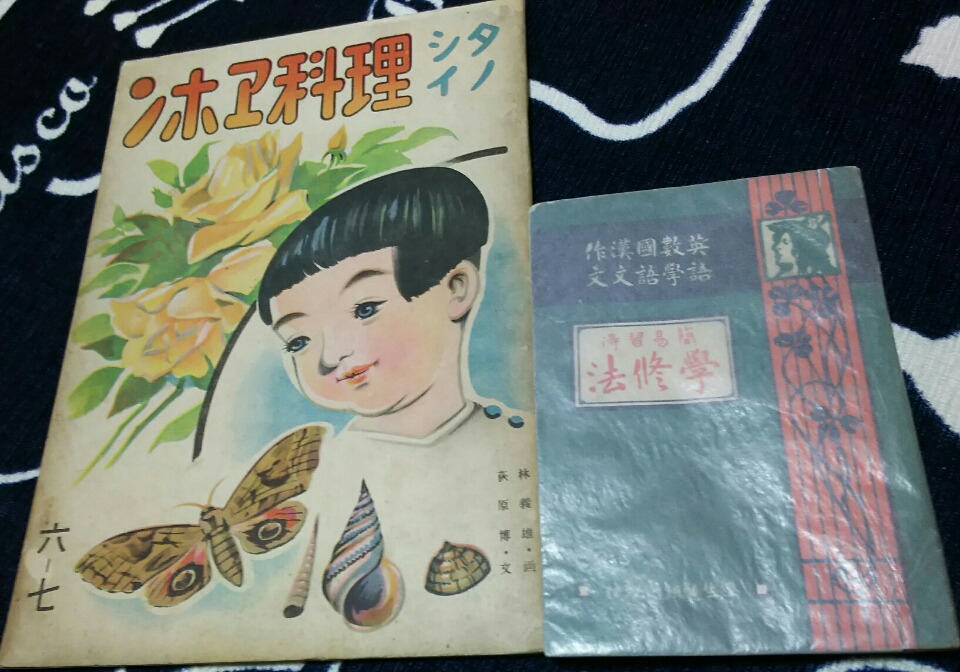 タノシイ
理科ヱホン
林義雄・画
荻原博・文
六-七
英語
數學
國語
漢文
作文
簡易習得
學修法